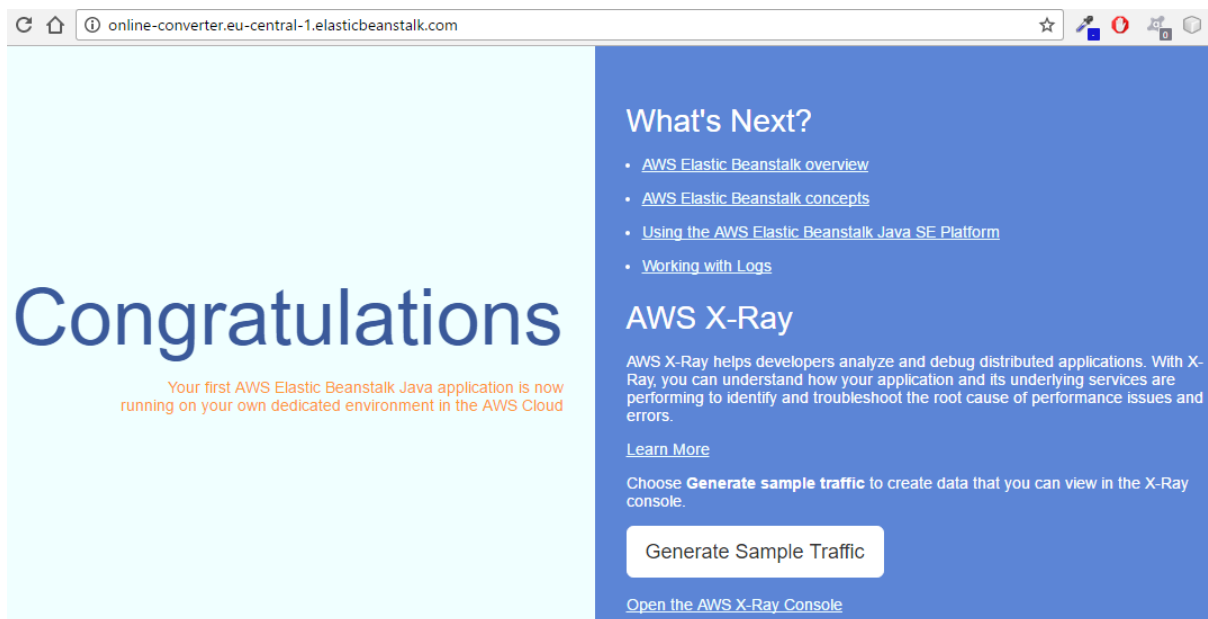 online-converter.eu-central-1.elasticbeanstalk.com
-
0
Congratulations
Your first AWS Elastic Beanstalk Java application is now
running on your own dedicated environment in the AWS Cloud
What's Next?
• AWS Elastic Beanstalk overview
• AWS Elastic Beanstalk concepts
• Using the AWS Elastic Beanstalk Java SE Platform
• Working with Logs
AWS X-Ray
AWS X-Ray helps developers analyze and debug distributed applications. With X-
Ray, you can understand how your application and its underlying services are
performing to identify and troubleshoot the root cause of performance issues and
errors.
Learn More
Choose Generate sample traffic to create data that you can view in the X-Ray
console.
Generate Sample Traffic
Open the AWS X-Ray Console